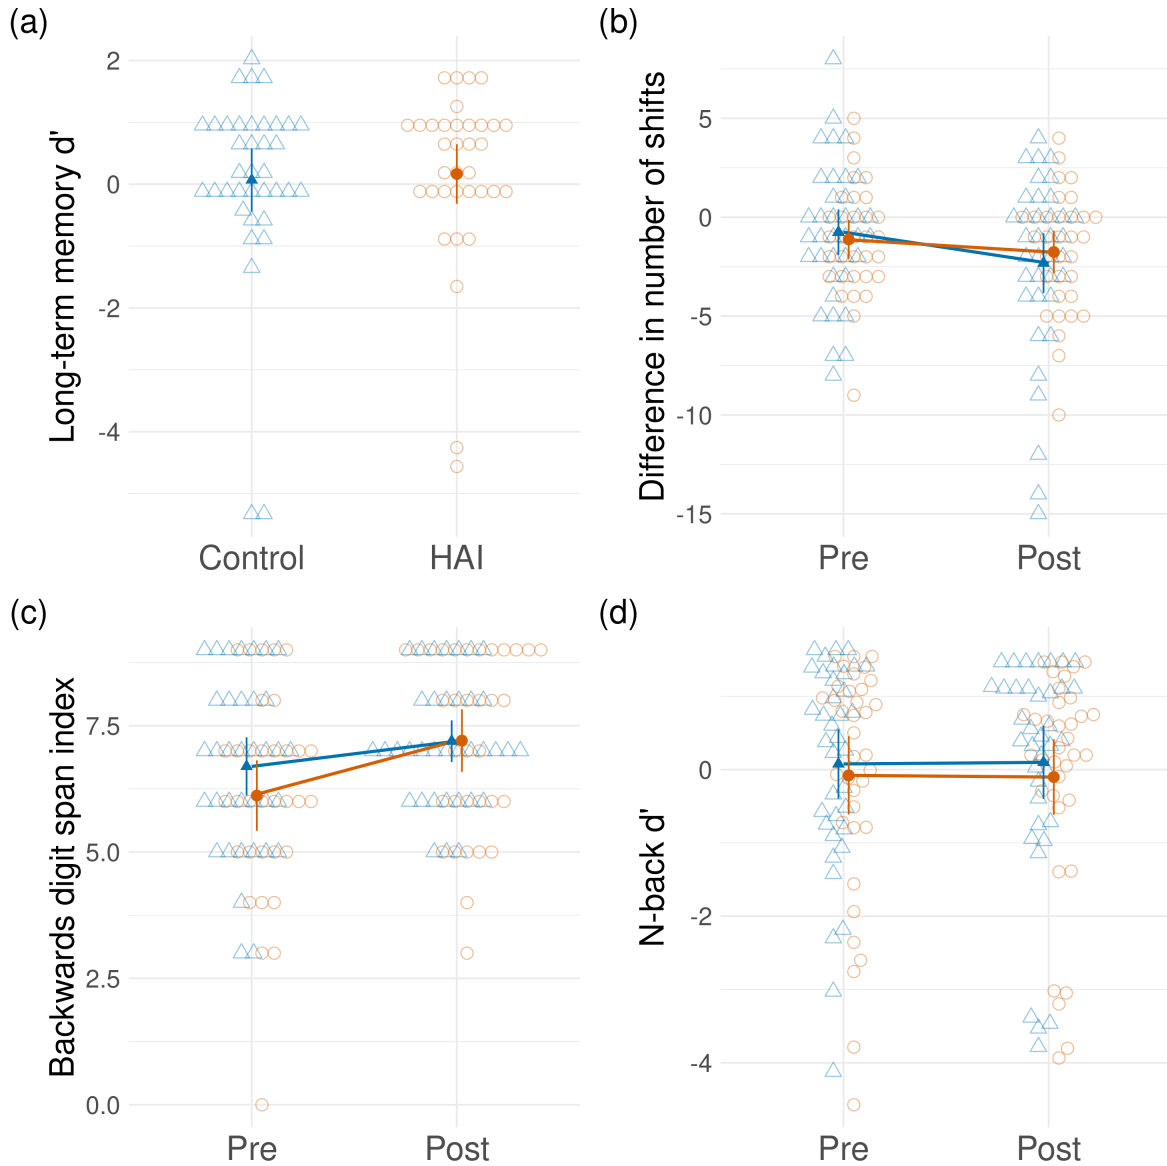 (a)
Long-term memory d'
2
0
-2
-4
Control
HAI
(b)
Difference in number of shifts
5
0
-5
-10
-15
Pre
Post
(c)
Backwards digit span index
7.5
5.0
2.5
0.0
Pre
Post
(d)
N-back d'
0
-2
-4
Pre
Post